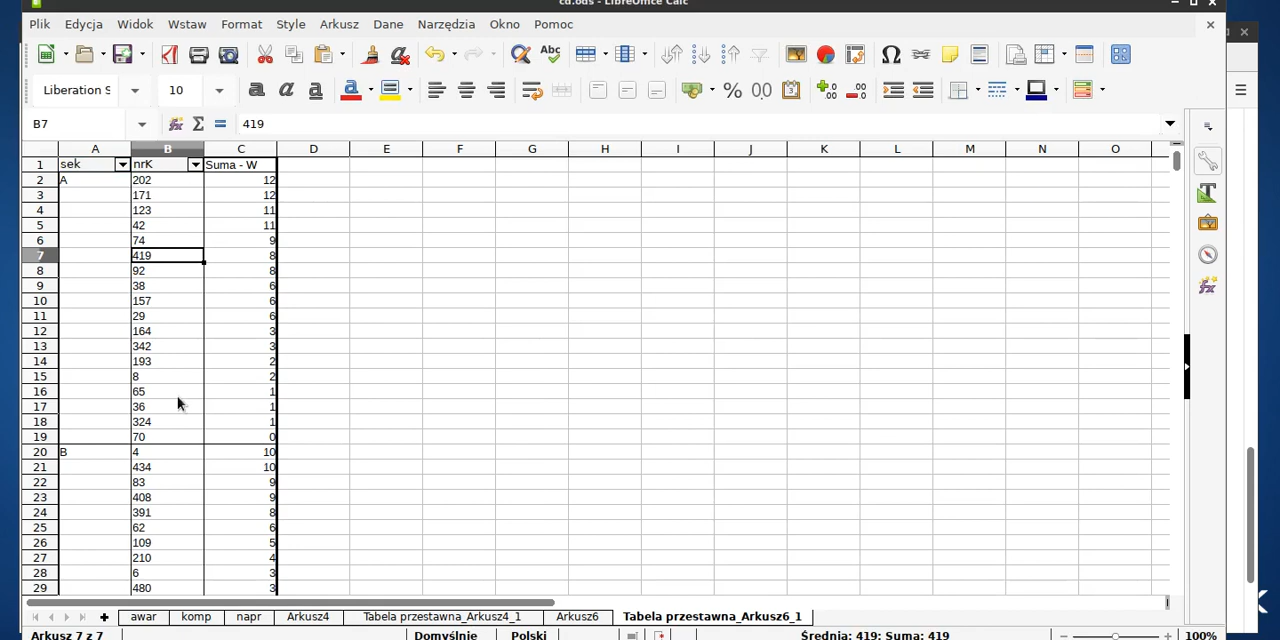 cd.ods - LibreOffice Calc
Plik Edycja Widok Wstaw Format Style Arkusz Dane Narzędzia Okno Pomoc
Liberation S 10
B7 419
A B C D E F G H I J K L M N O
1 sek nrK Suma - W
2 A 202 12
3 171 12
4 123 11
5 42 11
6 74 9
7 419 8
8 92 8
9 38 6
10 157 6
11 29 6
12 164 3
13 342 3
14 193 2
15 8 2
16 65 1
17 36 1
18 324 1
19 70 0
20 B 4 10
21 434 10
22 83 9
23 408 9
24 391 8
25 62 6
26 109 5
27 210 4
28 6 3
29 480 3
awar komp napr Arkusz4 Tabela przestawna_Arkusz4_1 Arkusz6 Tabela przestawna_Arkusz6_1
Arkusz 7 z 7 Domyślnie Polski Średnia: 419; Suma: 419 100%